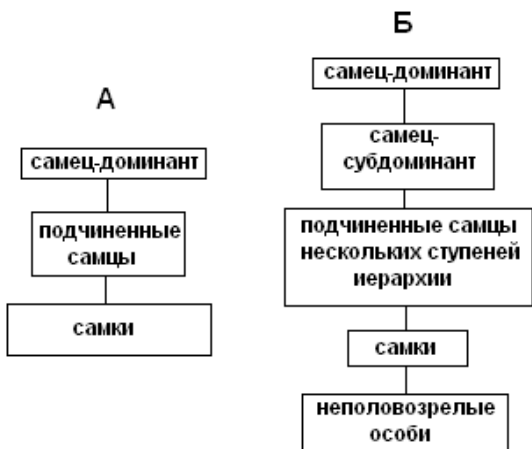 А
самец-доминант
подчиненные
самцы
самки
Б
самец-доминант
самец-
субдоминант
подчиненные самцы
нескольких ступеней
иерархии
самки
неполовозрелые
особи